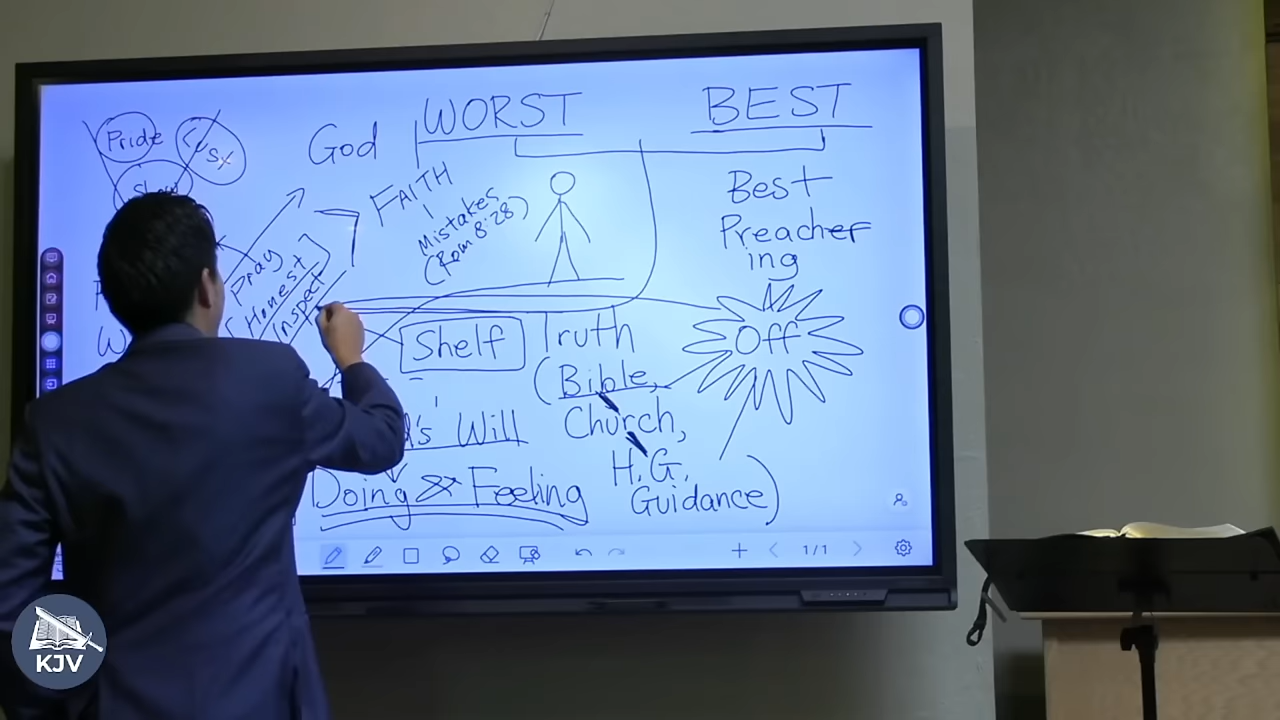 WORST
BEST
Pride
God
Best
Preacher
ing
FAITH
Mistakes
(Rom 8:28)
Pray
[Honest]
Inspect
Shelf
Truth
(Bible,
Church,
H.G.
Guidance)
Off
Will
Doing & Feeling
1/1
KJV